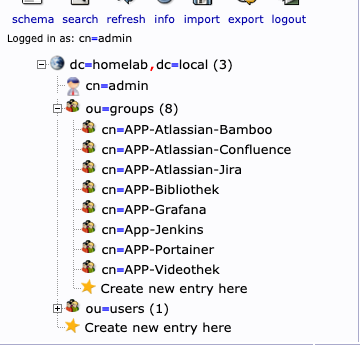 schema search refresh info import export logout
Logged in as: cn=admin
dc=homelab,dc=local (3)
cn=admin
ou=groups (8)
cn=APP-Atlassian-Bamboo
cn=APP-Atlassian-Confluence
cn=APP-Atlassian-Jira
cn=APP-Bibliothek
cn=APP-Grafana
cn=App-Jenkins
cn=APP-Portainer
cn=APP-Videothek
Create new entry here
ou=users (1)
Create new entry here